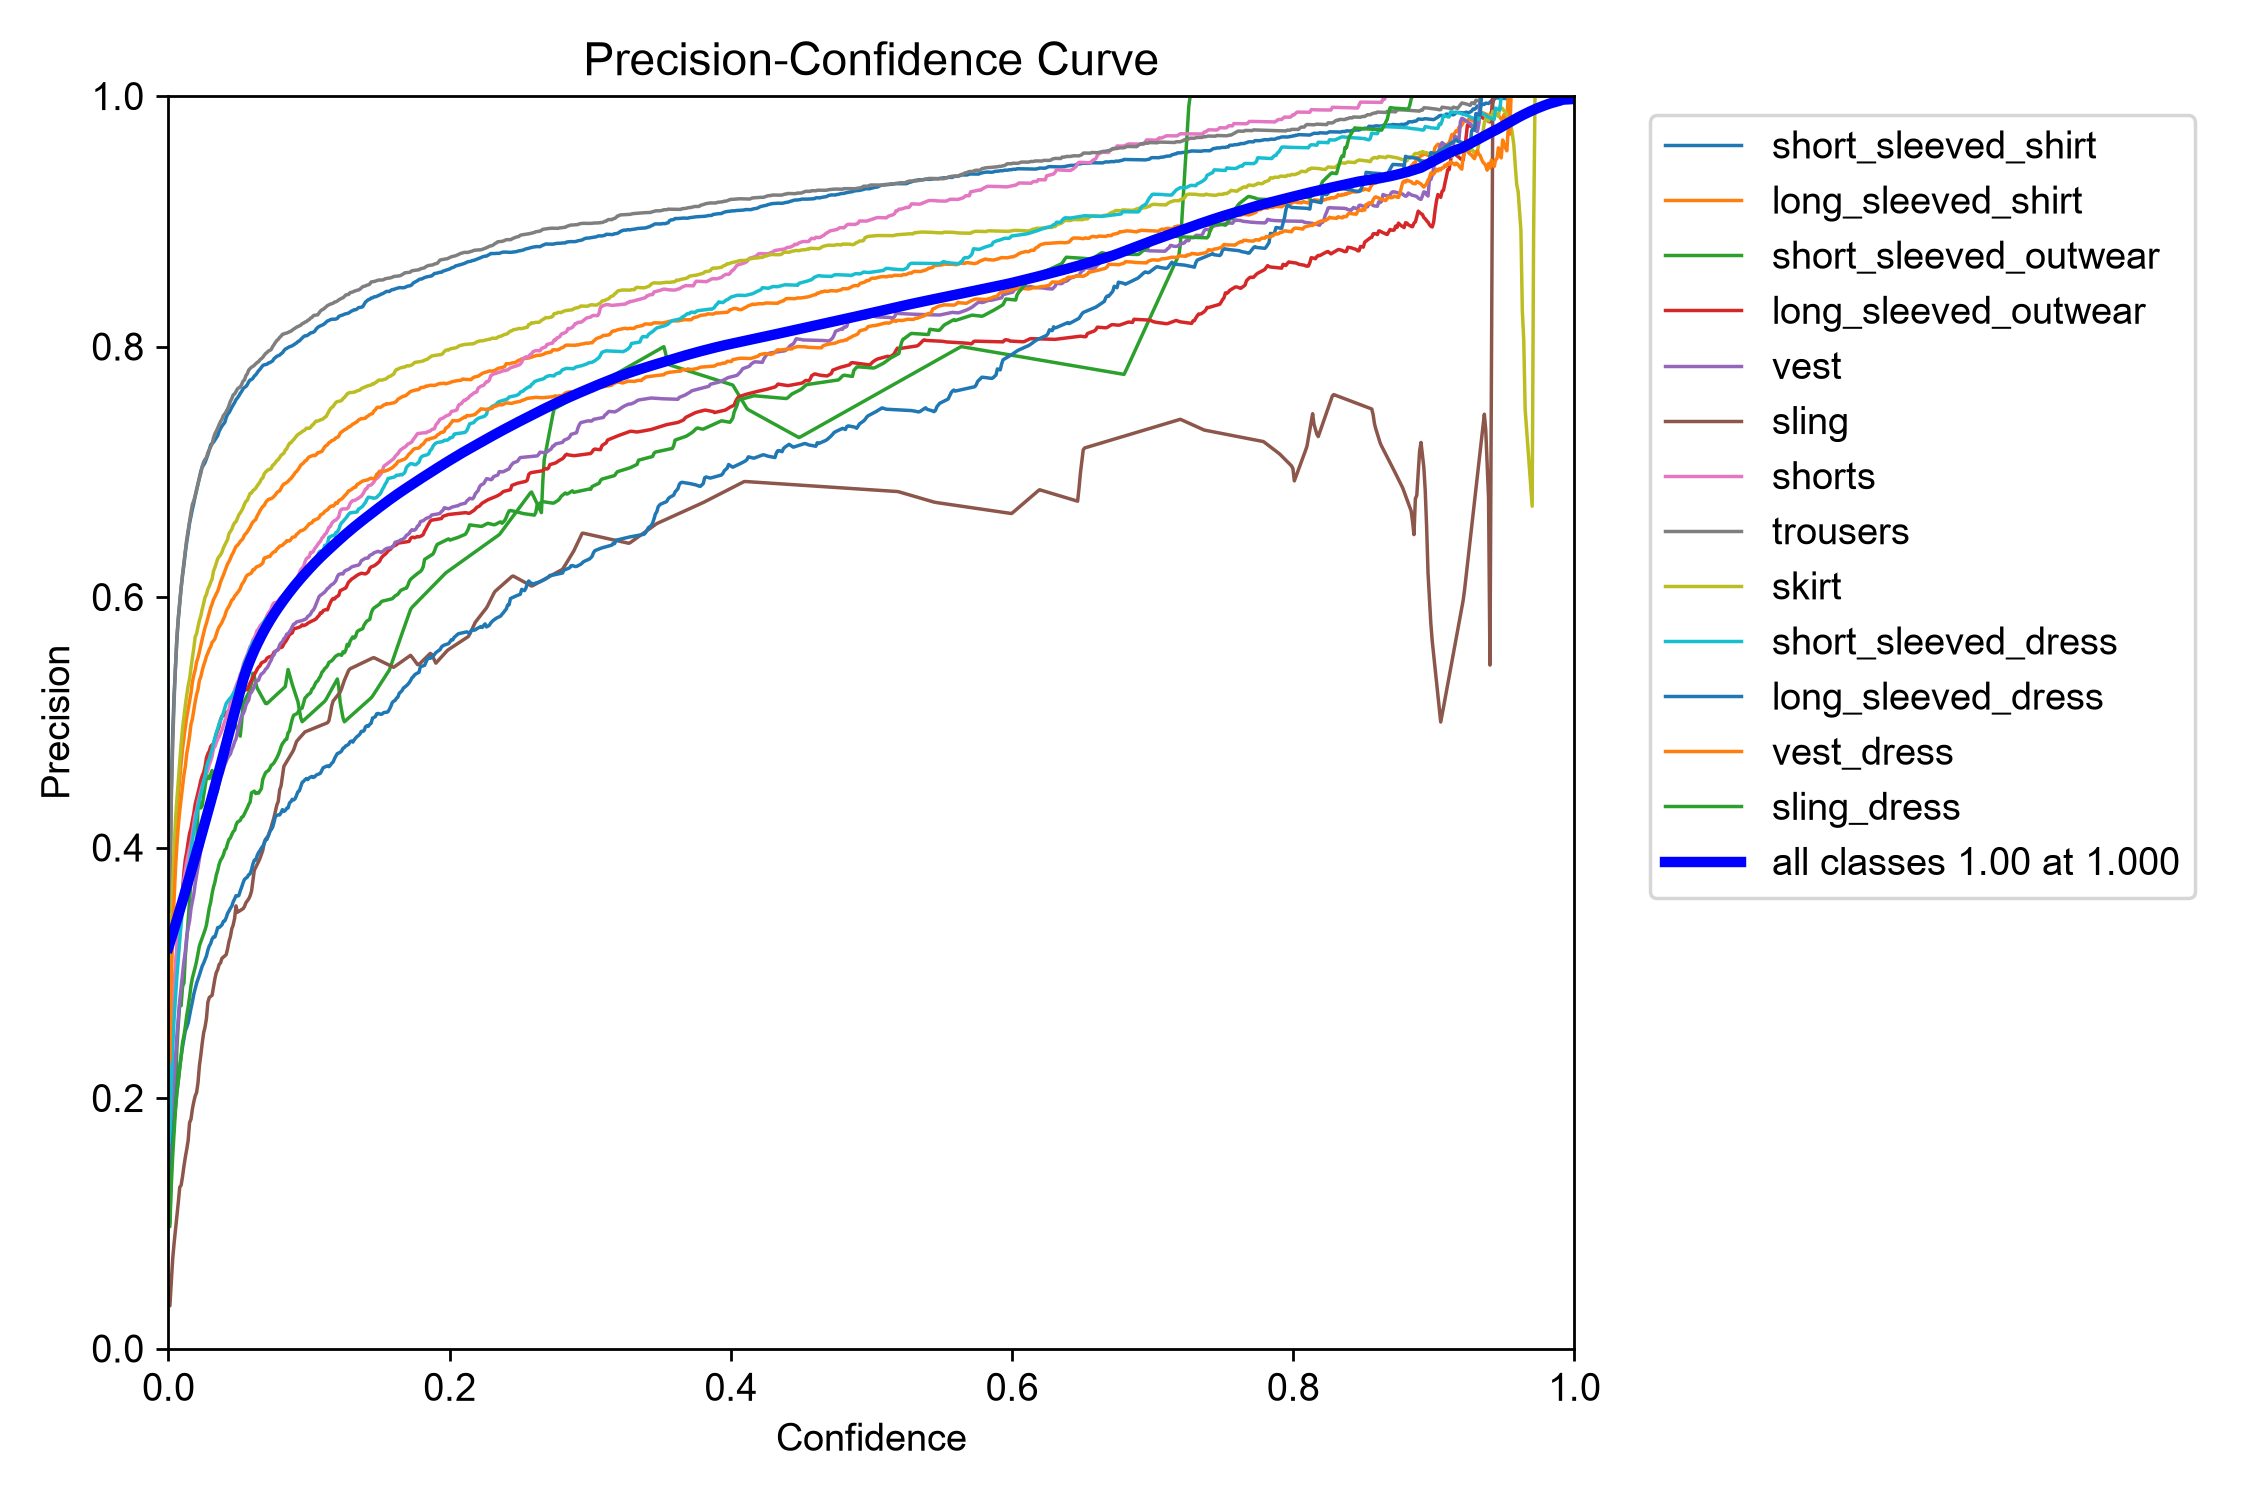 Precision-Confidence Curve
1.0
0.8
0.6
0.4
0.2
0.0
Precision
0.0 0.2 0.4 0.6 0.8 1.0
Confidence
short_sleeved_shirt
long_sleeved_shirt
short_sleeved_outwear
long_sleeved_outwear
vest
sling
shorts
trousers
skirt
short_sleeved_dress
long_sleeved_dress
vest_dress
sling_dress
all classes 1.00 at 1.000